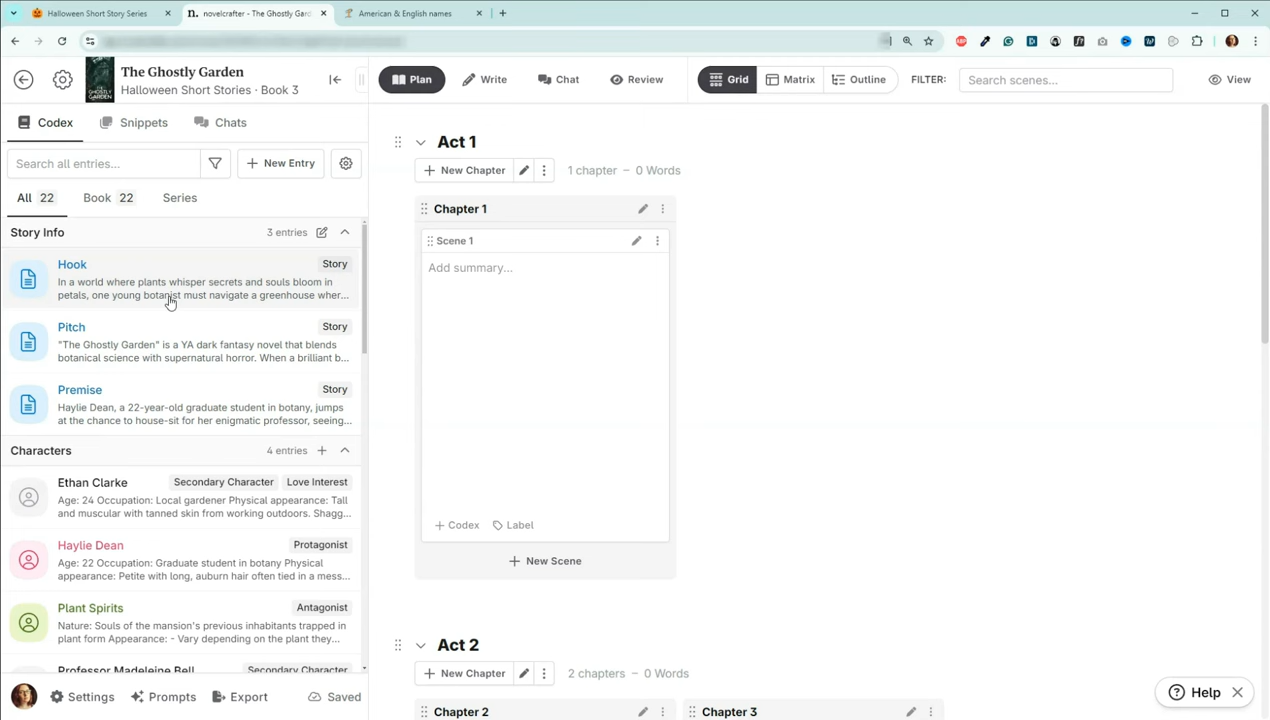 Halloween Short Story Series
novelcrafter - The Ghostly Gard
American & English names
The Ghostly Garden
Halloween Short Stories · Book 3
Plan
Write
Chat
Review
Grid
Matrix
Outline
FILTER:
Search scenes...
View
Codex
Snippets
Chats
Search all entries...
+ New Entry
All 22
Book 22
Series
Story Info
3 entries
Hook
Story
In a world where plants whisper secrets and souls bloom in
petals, one young botanist must navigate a greenhouse wher...
Pitch
Story
"The Ghostly Garden" is a YA dark fantasy novel that blends
botanical science with supernatural horror. When a brilliant b...
Premise
Story
Haylie Dean, a 22-year-old graduate student in botany, jumps
at the chance to house-sit for her enigmatic professor, seeing...
Characters
4 entries +
Ethan Clarke
Secondary Character
Love Interest
Age: 24 Occupation: Local gardener Physical appearance: Tall
and muscular with tanned skin from working outdoors. Shagg...
Haylie Dean
Protagonist
Age: 22 Occupation: Graduate student in botany Physical
appearance: Petite with long, auburn hair often tied in a mess...
Plant Spirits
Antagonist
Nature: Souls of the mansion's previous inhabitants trapped in
plant form Appearance: - Vary depending on the plant they...
Professor Madeleine Bell
Secondary Character
Settings
Prompts
Export
Saved
Act 1
+ New Chapter
1 chapter – 0 Words
Chapter 1
Scene 1
Add summary...
+ Codex
Label
+ New Scene
Act 2
+ New Chapter
2 chapters – 0 Words
Chapter 2
Chapter 3
Help